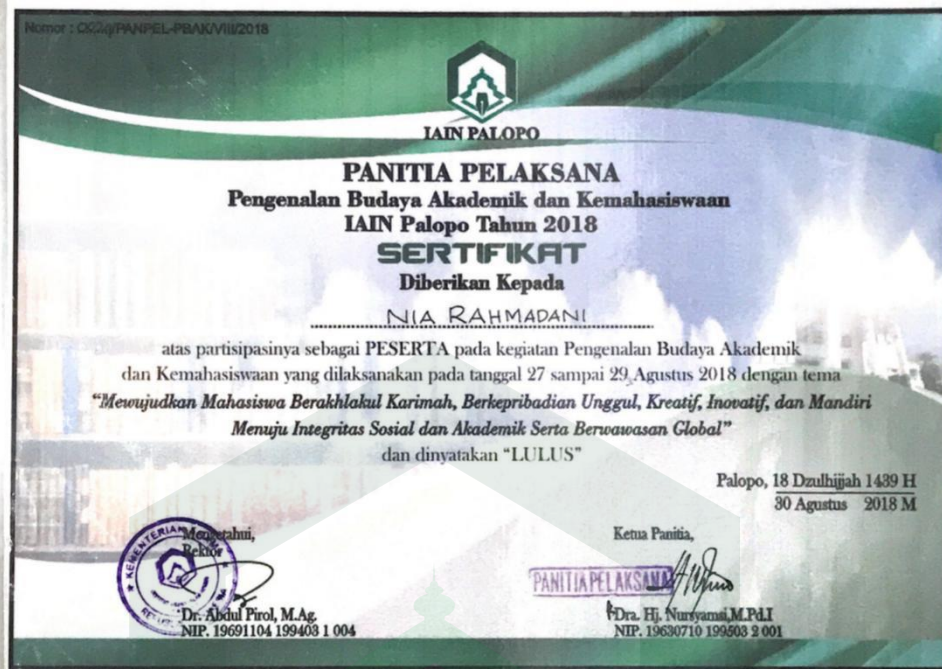 Nomor : /PANPEL-PBAK/VIII/2018
IAIN PALOPO
PANITIA PELAKSANA
Pengenalan Budaya Akademik dan Kemahasiswaan
IAIN Palopo Tahun 2018
SERTIFIKAT
Diberikan Kepada
NIA RAHMADANI
atas partisipasinya sebagai PESERTA pada kegiatan Pengenalan Budaya Akademik
dan Kemahasiswaan yang dilaksanakan pada tanggal 27 sampai 29 Agustus 2018 dengan tema
“Mewujudkan Mahasiswa Berakhlakul Karimah, Berkepribadian Unggul, Kreatif, Inovatif, dan Mandiri
Menuju Integritas Sosial dan Akademik Serta Berwawasan Global”
dan dinyatakan “LULUS”
Palopo, 18 Dzulhijjah 1439 H
30 Agustus 2018 M
Mengetahui,
Rektor
KEMENTERIAN
Dr. Abdul Pirol, M.Ag.
NIP. 19691104 199403 1 004
Ketua Panitia,
PANITIA PELAKSANA
Dra. Hj. Nursyamsi, M.Pd.I
NIP. 19630710 199503 2 001